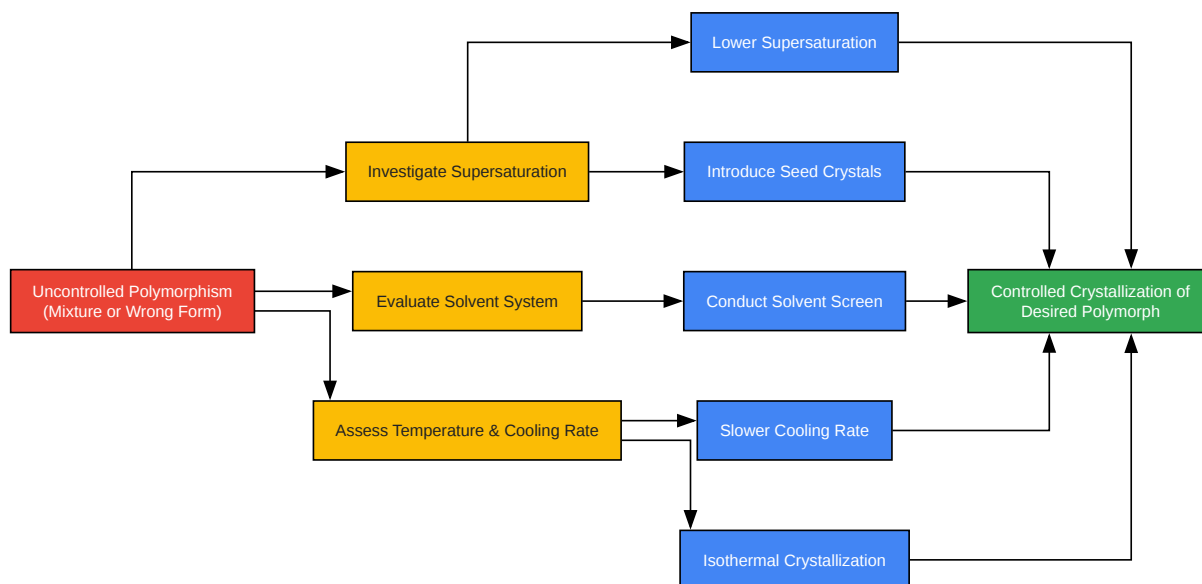 Lower Supersaturation
Investigate Supersaturation
Introduce Seed Crystals
Uncontrolled Polymorphism
(Mixture or Wrong Form)
Evaluate Solvent System
Conduct Solvent Screen
Controlled Crystallization of
Desired Polymorph
Assess Temperature & Cooling Rate
Slower Cooling Rate
Isothermal Crystallization